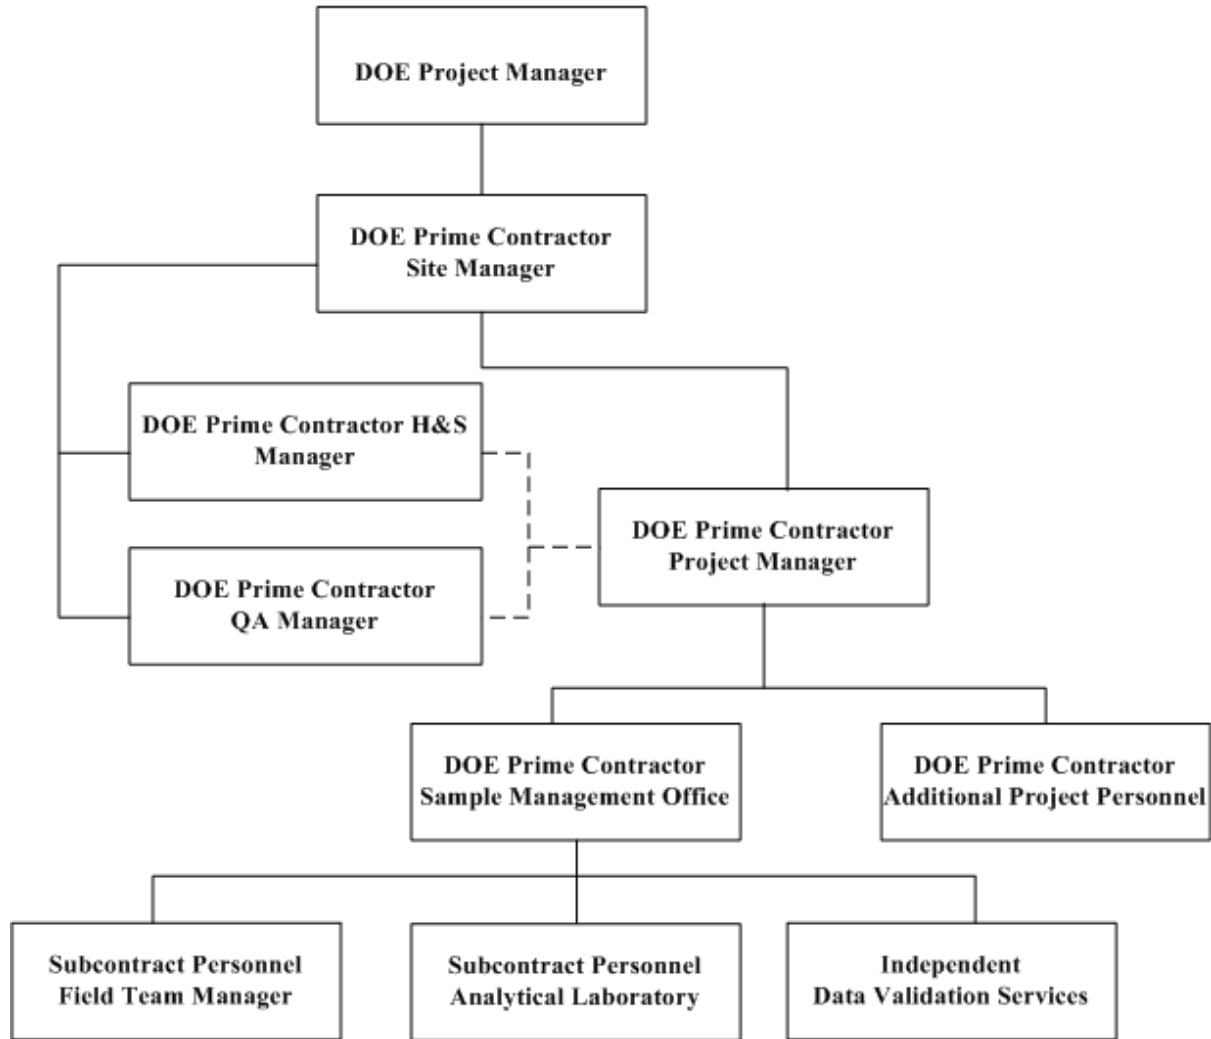 DOE Project Manager
DOE Prime Contractor
Site Manager
DOE Prime Contractor H&S
Manager
DOE Prime Contractor
Project Manager
DOE Prime Contractor
QA Manager
DOE Prime Contractor
Sample Management Office
DOE Prime Contractor
Additional Project Personnel
Subcontract Personnel
Field Team Manager
Subcontract Personnel
Analytical Laboratory
Independent
Data Validation Services